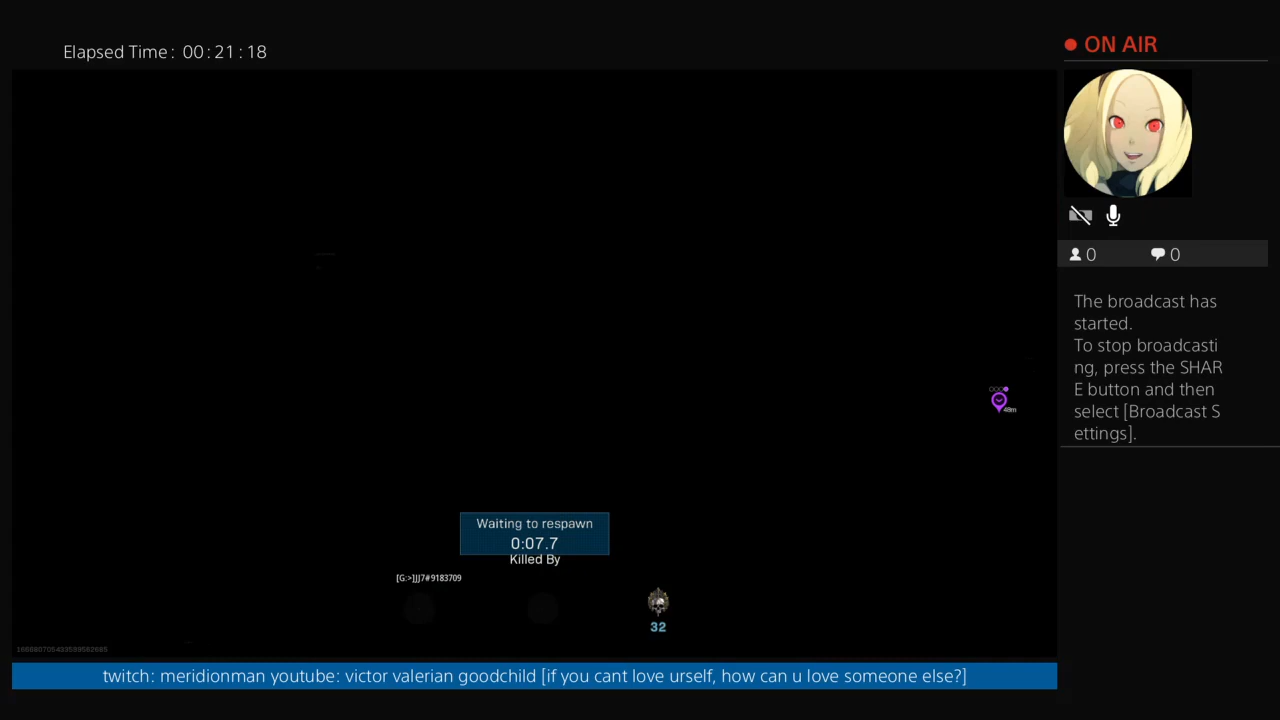 Elapsed Time: 00:21:18
ON AIR
0
0
The broadcast has
started.
To stop broadcasti
ng, press the SHAR
E button and then
select [Broadcast S
ettings].
48m
Waiting to respawn
0:07.7
Killed By
[G:>]JJ7#9183709
32
twitch: meridionman youtube: victor valerian goodchild [if you cant love urself, how can u love someone else?]